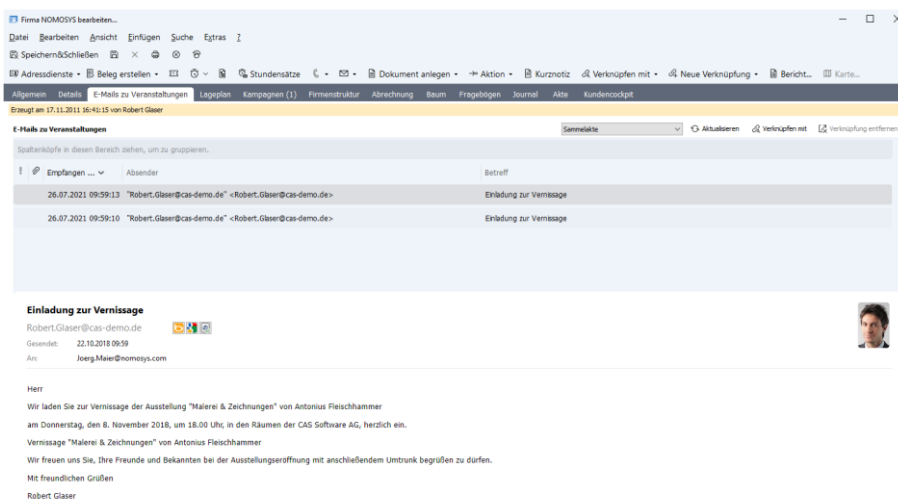 Firma NOMOSYS bearbeiten...
Datei Bearbeiten Ansicht Einfügen Suche Extras ?
Speichern&Schließen
Adressdienste Beleg erstellen Stundensätze Dokument anlegen Aktion Kurznotiz Verknüpfen mit Neue Verknüpfung Bericht... Karte...
Allgemein Details E-Mails zu Veranstaltungen Lageplan Kampagnen (1) Firmenstruktur Abrechnung Baum Fragebögen Journal Akte Kundencockpit
Erzeugt am 17.11.2011 16:41:15 von Robert Glaser
E-Mails zu Veranstaltungen Sammelakte Aktualisieren Verknüpfen mit Verknüpfung entfernen
Spaltenköpfe in diesen Bereich ziehen, um zu gruppieren.
! Empfangen ... Absender Betreff
26.07.2021 09:59:13 "Robert.Glaser@cas-demo.de" <Robert.Glaser@cas-demo.de> Einladung zur Vernissage
26.07.2021 09:59:10 "Robert.Glaser@cas-demo.de" <Robert.Glaser@cas-demo.de> Einladung zur Vernissage
Einladung zur Vernissage
Robert.Glaser@cas-demo.de
Gesendet: 22.10.2018 09:59
An: Joerg.Maier@nomosys.com
Herr
Wir laden Sie zur Vernissage der Ausstellung "Malerei & Zeichnungen" von Antonius Fleischhammer
am Donnerstag, den 8. November 2018, um 18.00 Uhr, in den Räumen der CAS Software AG, herzlich ein.
Vernissage "Malerei & Zeichnungen" von Antonius Fleischhammer
Wir freuen uns Sie, Ihre Freunde und Bekannten bei der Ausstellungseröffnung mit anschließendem Umtrunk begrüßen zu dürfen.
Mit freundlichen Grüßen
Robert Glaser